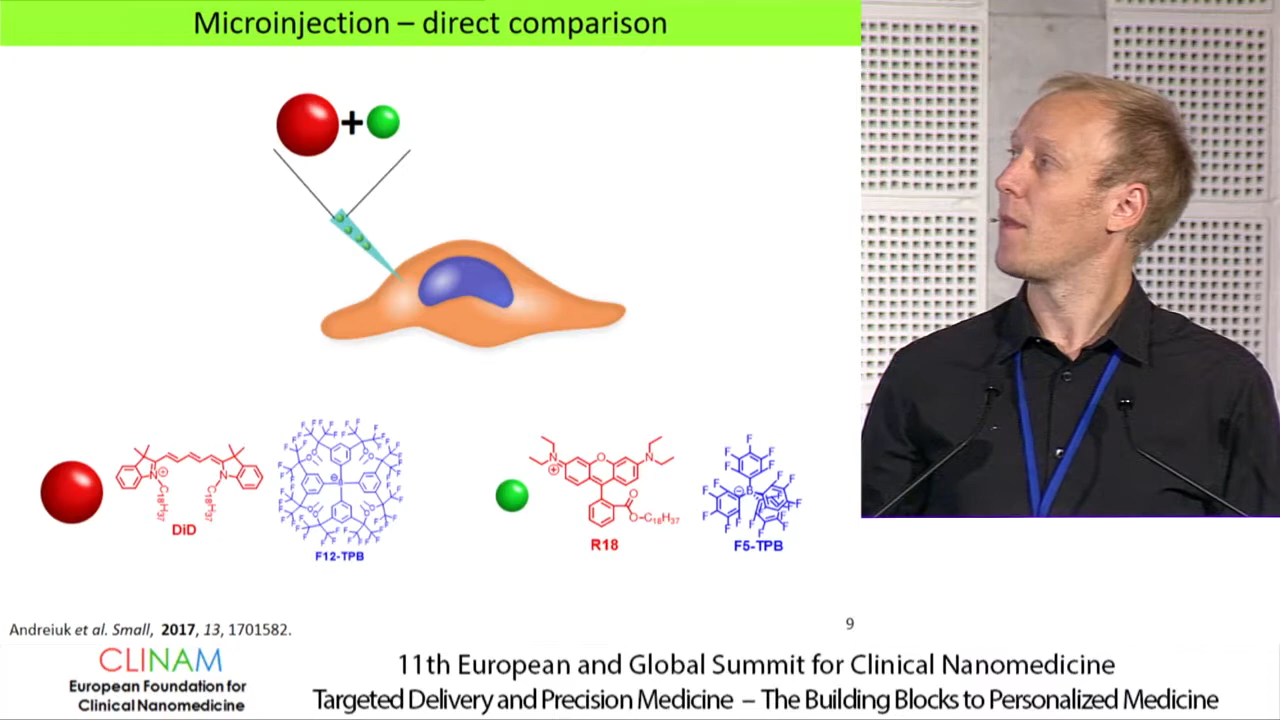 Microinjection – direct comparison
+
DiD
F12-TPB
R18
F5-TPB
Andreiuk et al. Small, 2017, 13, 1701582.
9
CLINAM
European Foundation for
Clinical Nanomedicine
11th European and Global Summit for Clinical Nanomedicine
Targeted Delivery and Precision Medicine – The Building Blocks to Personalized Medicine